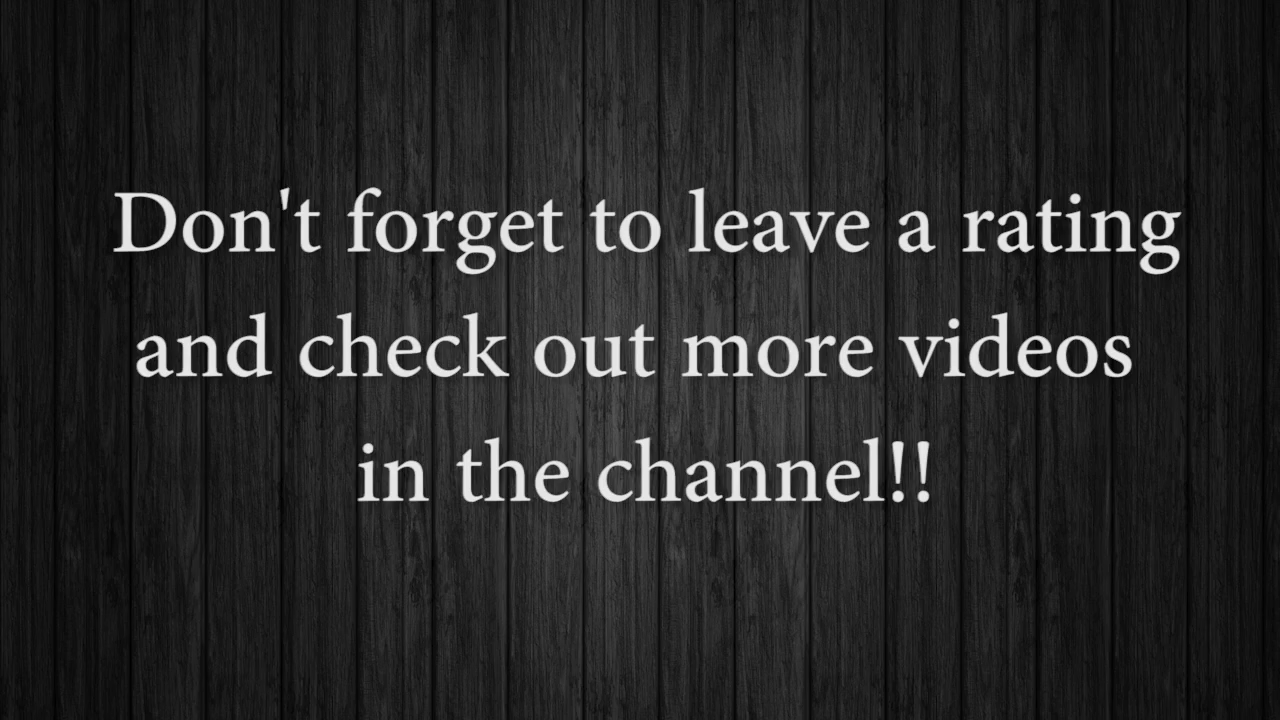 Don't forget to leave a rating
and check out more videos
in the channel!!